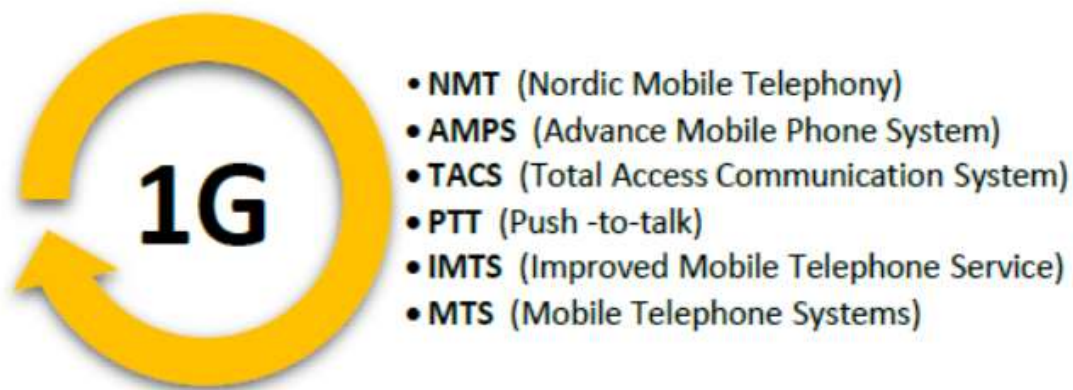 1G
• NMT (Nordic Mobile Telephony)
• AMPS (Advance Mobile Phone System)
• TACS (Total Access Communication System)
• PTT (Push -to-talk)
• IMTS (Improved Mobile Telephone Service)
• MTS (Mobile Telephone Systems)